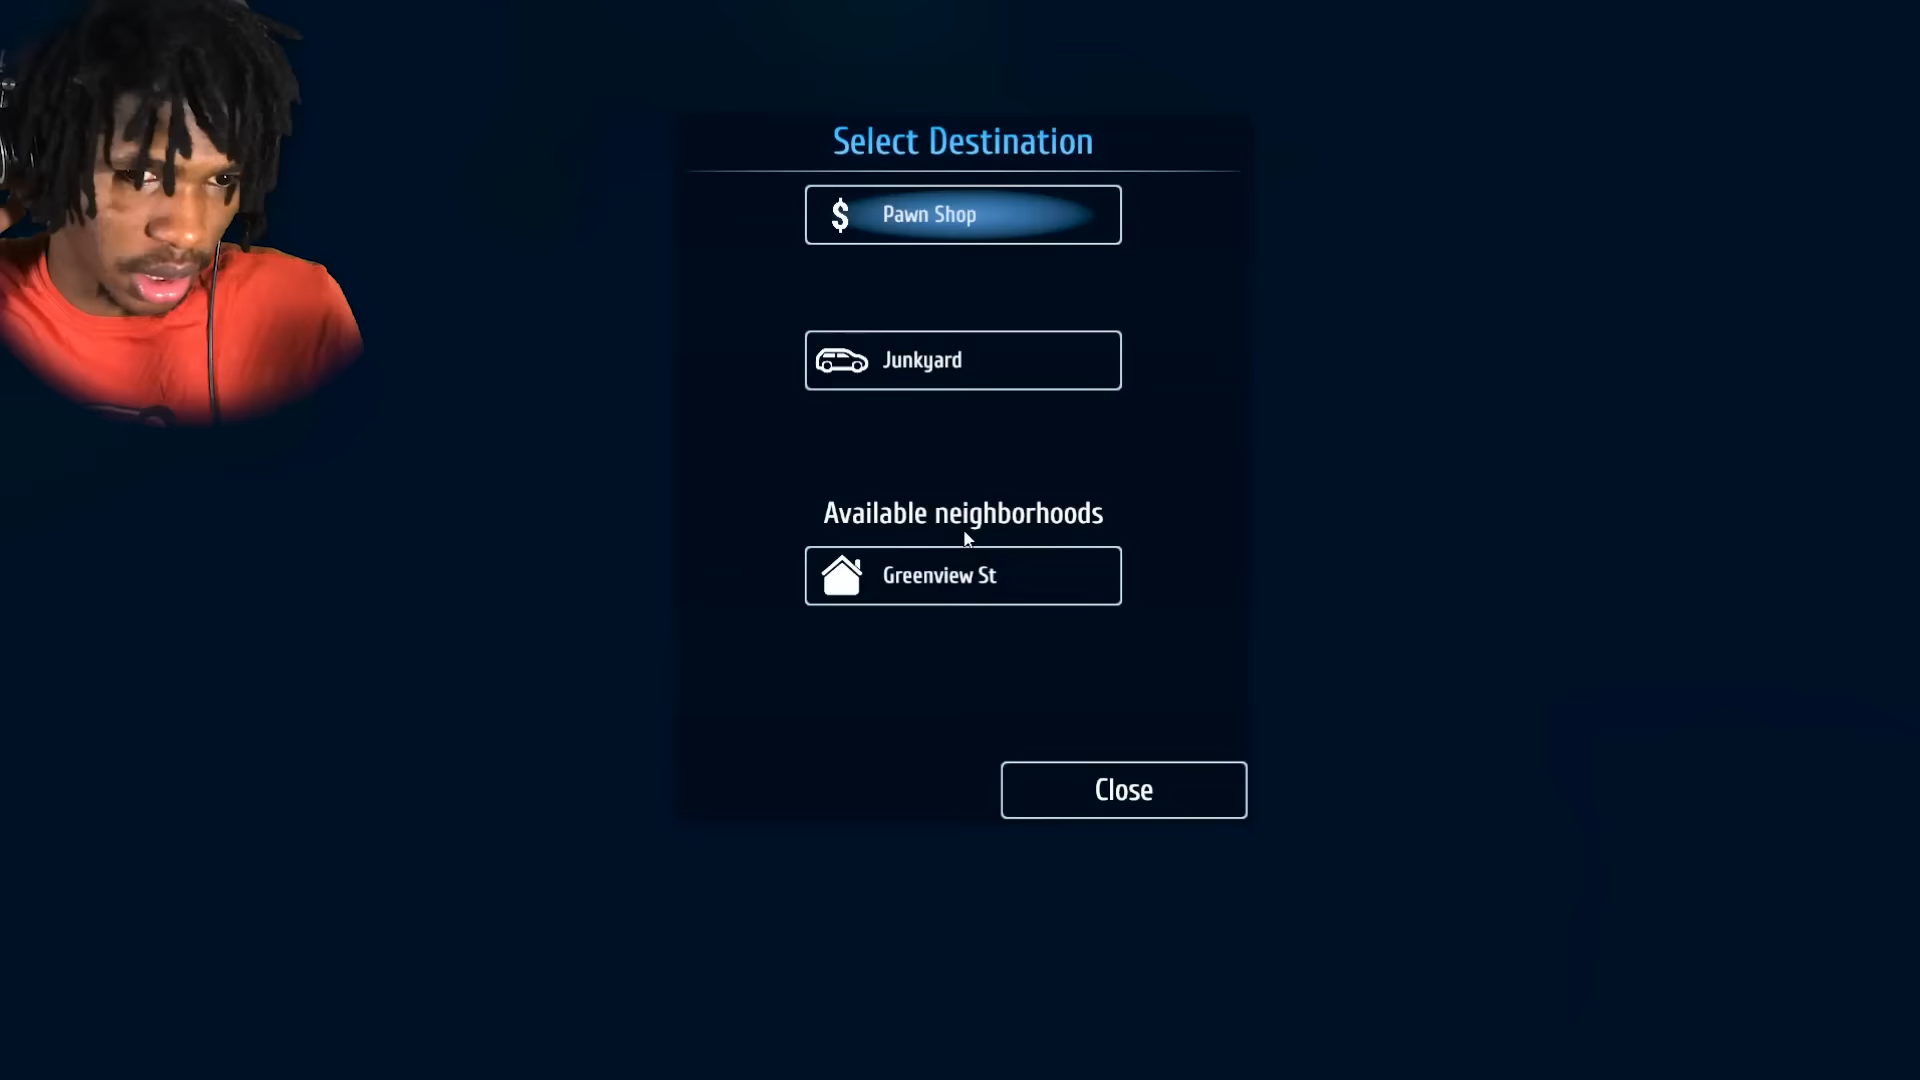 Select Destination
$ Pawn Shop
Junkyard
Available neighborhoods
Greenview St
Close